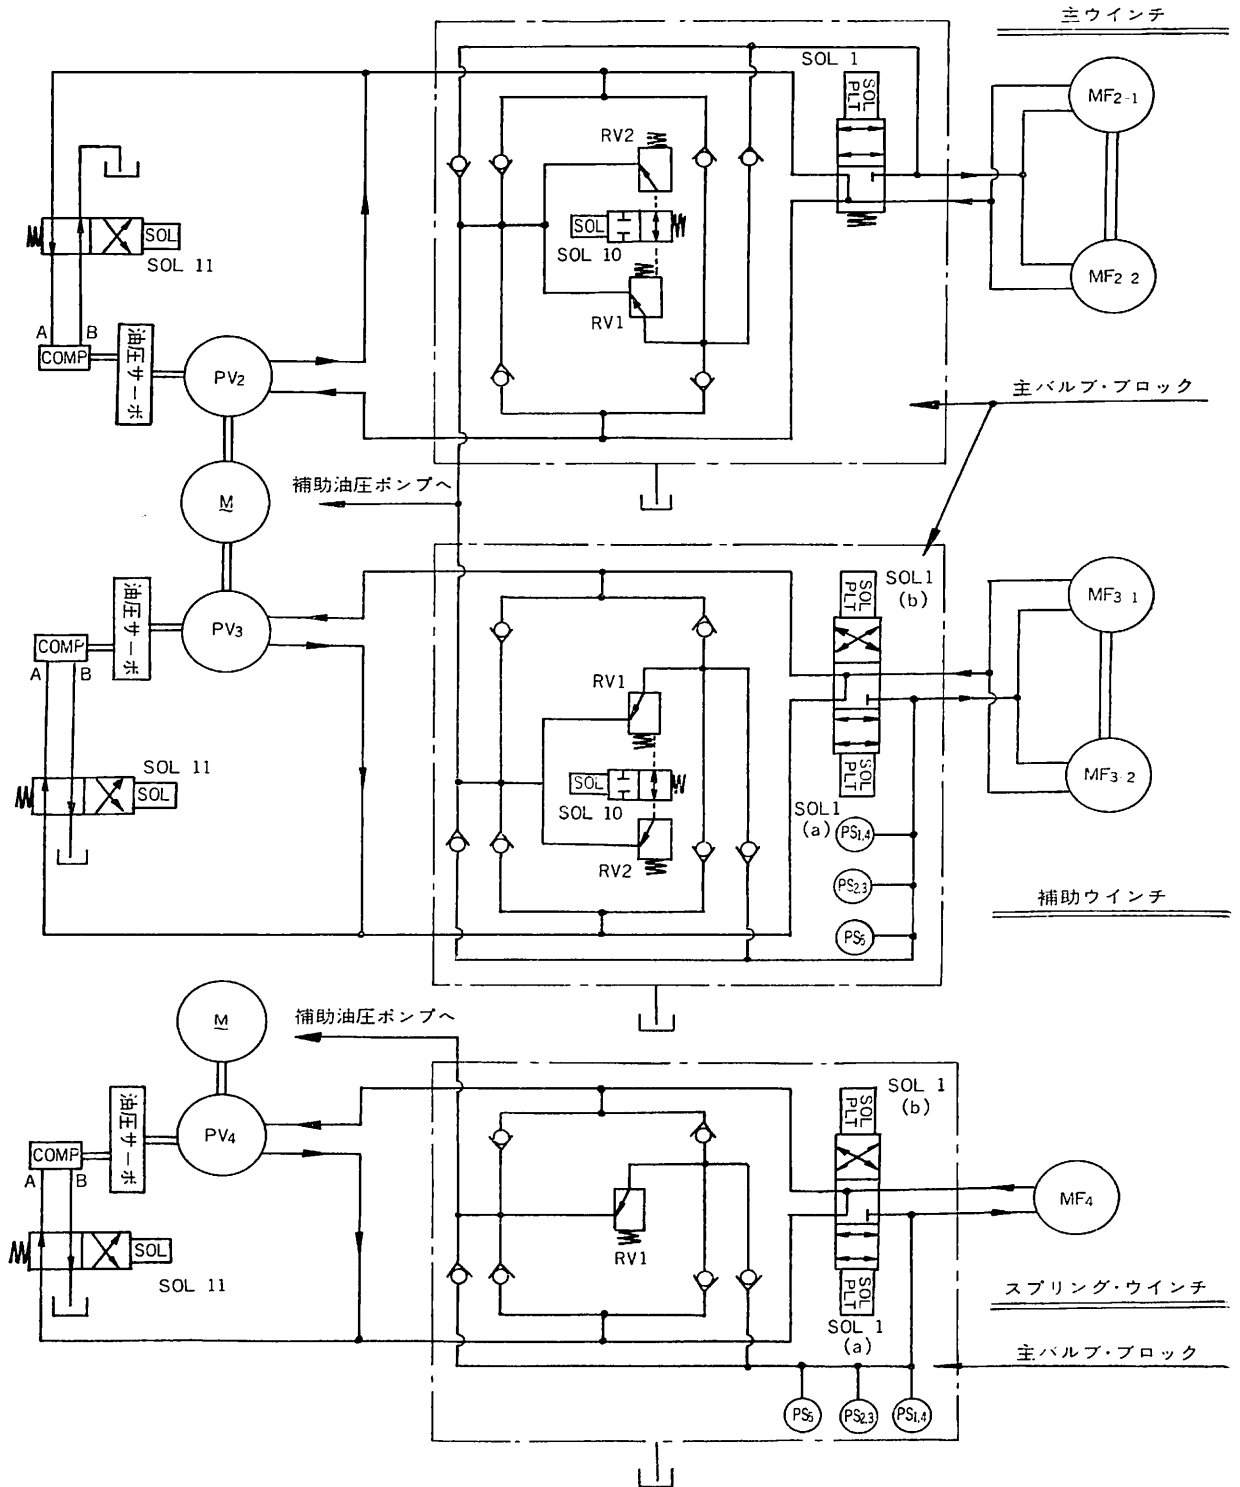 主ウインチ
SOL 1
SOL
PLT
MF2-1
RV2
SOL
SOL 10
RV1
SOL
SOL 11
MF2-2
A
B
COMP
油圧サーボ
PV2
主バルブ・ブロック
M
補助油圧ポンプへ
SOL1
(b)
SOL
PLT
MF3-1
油圧サーボ
PV3
COMP
A
B
RV1
SOL 11
SOL
SOL
SOL 10
RV2
SOL
PLT
SOL1
(a)
MF3-2
PS1,4
PS2,3
PS5
補助ウインチ
M
補助油圧ポンプへ
SOL 1
(b)
SOL
PLT
油圧サーボ
PV4
COMP
A
B
MF4
RV1
SOL
SOL 11
SOL
PLT
SOL 1
(a)
スプリング・ウインチ
主バルブ・ブロック
PS5
PS2,3
PS1,4